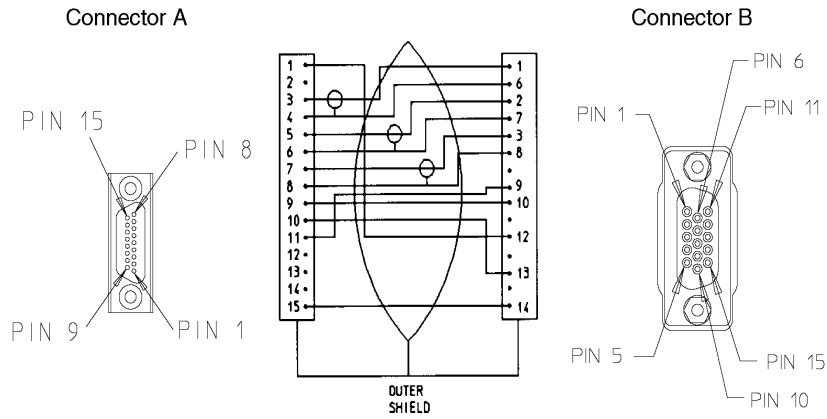 Connector A
Connector B
PIN 15
PIN 8
PIN 9
PIN 1
1
2
3
4
5
6
7
8
9
10
11
12
13
14
15
1
6
2
7
3
8
9
10
12
13
14
OUTER
SHIELD
PIN 6
PIN 1
PIN 11
PIN 5
PIN 15
PIN 10